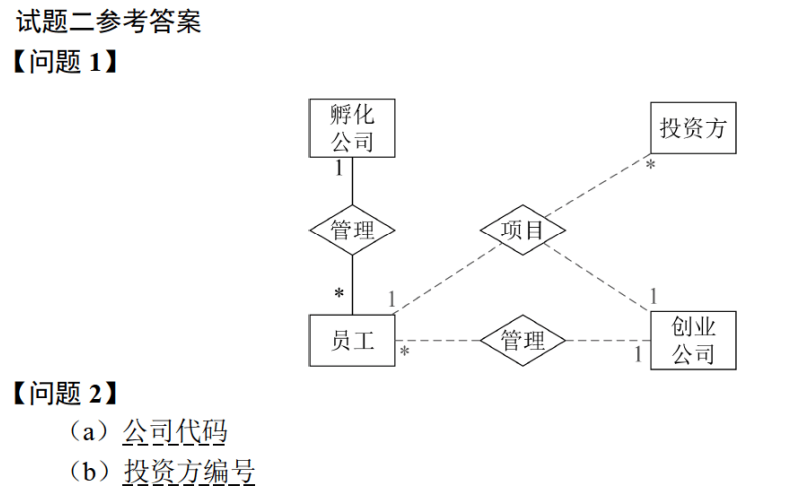 试题二参考答案
【问题 1】
孵化
公司
投资方
1
*
管理
项目
*
1
1
员工
*
管理
1
创业
公司
【问题 2】
（a）公司代码
（b）投资方编号